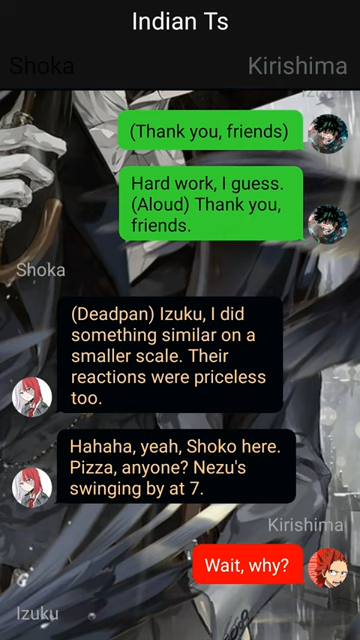 Indian Ts
Shoka
Kirishima
(Thank you, friends)
Hard work, I guess.
(Aloud) Thank you,
friends.
Shoka
(Deadpan) Izuku, I did
something similar on a
smaller scale. Their
reactions were priceless
too.
Hahaha, yeah, Shoko here.
Pizza, anyone? Nezu's
swinging by at 7.
Kirishima
Wait, why?
Izuku